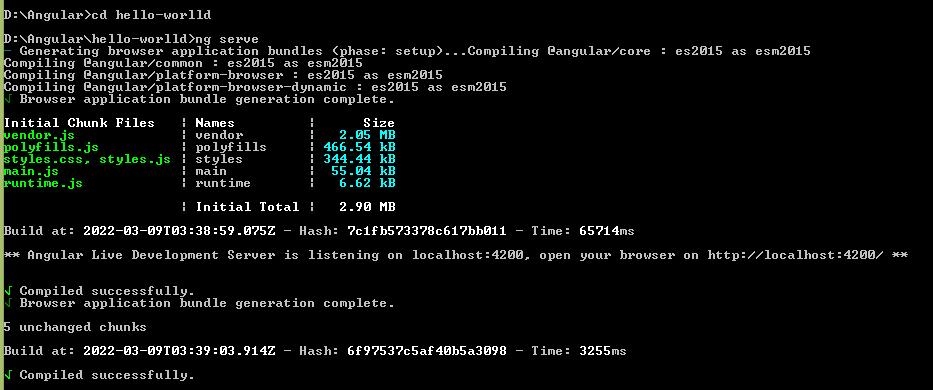 D:\Angular>cd hello-worlld
D:\Angular\hello-worlld>ng serve
- Generating browser application bundles (phase: setup)...Compiling @angular/core : es2015 as esm2015
Compiling @angular/common : es2015 as esm2015
Compiling @angular/platform-browser : es2015 as esm2015
Compiling @angular/platform-browser-dynamic : es2015 as esm2015
√ Browser application bundle generation complete.
Initial Chunk Files | Names | Size
vendor.js | vendor | 2.05 MB
polyfills.js | polyfills | 466.54 kB
styles.css, styles.js | styles | 344.44 kB
main.js | main | 55.04 kB
runtime.js | runtime | 6.62 kB
| Initial Total | 2.90 MB
Build at: 2022-03-09T03:38:59.075Z - Hash: 7c1fb573378c617bb011 - Time: 65714ms
** Angular Live Development Server is listening on localhost:4200, open your browser on http://localhost:4200/ **
√ Compiled successfully.
√ Browser application bundle generation complete.
5 unchanged chunks
Build at: 2022-03-09T03:39:03.914Z - Hash: 6f97537c5af40b5a3098 - Time: 3255ms
√ Compiled successfully.